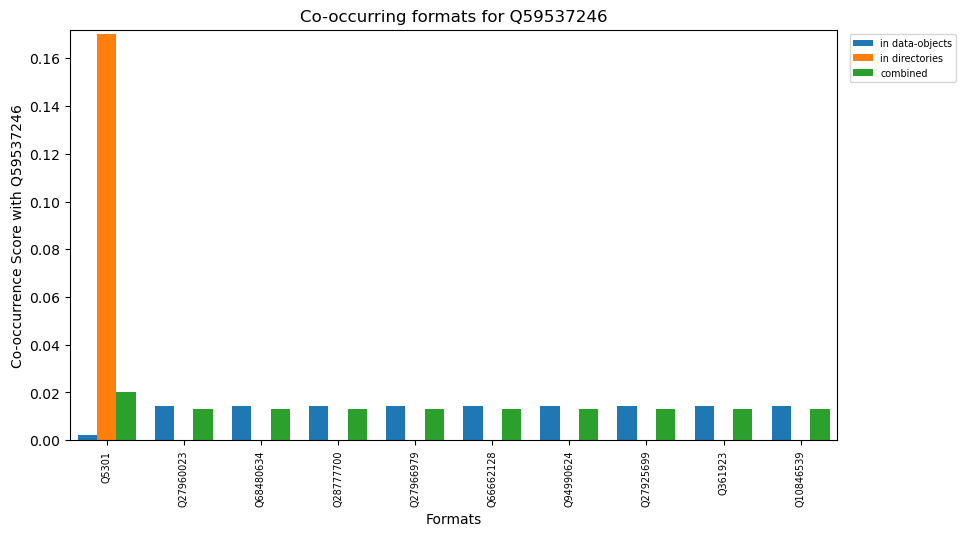 Co-occurring formats for Q59537246
in data-objects
in directories
combined
Co-occurrence Score with Q59537246
0.16
0.14
0.12
0.10
0.08
0.06
0.04
0.02
0.00
Q5301
Q27960023
Q68480634
Q28777700
Q27966979
Q66662128
Q94990624
Q27925699
Q361923
Q10846539
Formats